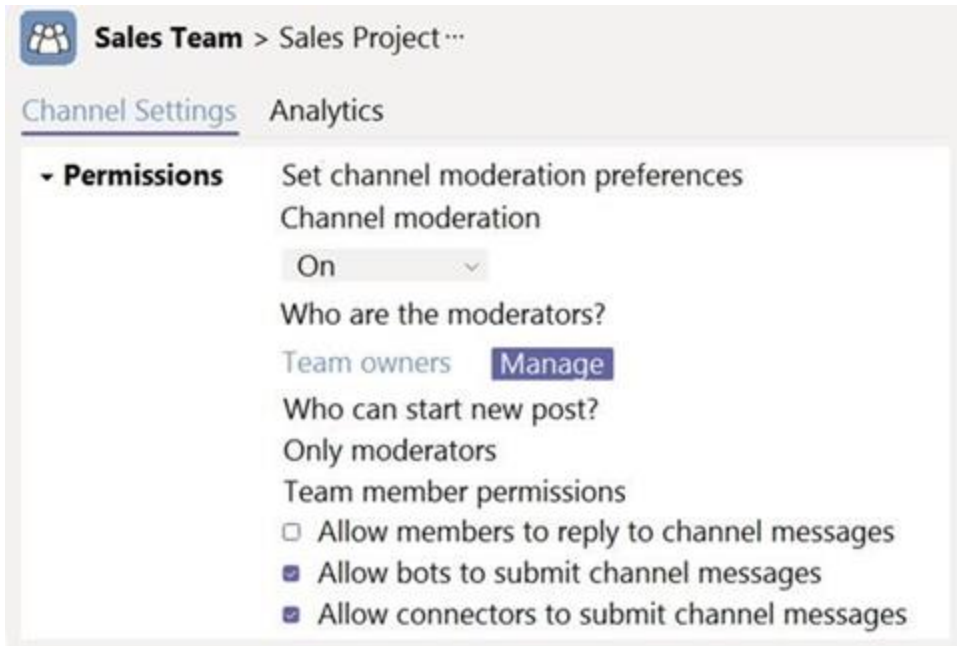 Sales Team > Sales Project ...
Channel Settings Analytics
Permissions Set channel moderation preferences
Channel moderation
On
Who are the moderators?
Team owners Manage
Who can start new post?
Only moderators
Team member permissions
Allow members to reply to channel messages
Allow bots to submit channel messages
Allow connectors to submit channel messages